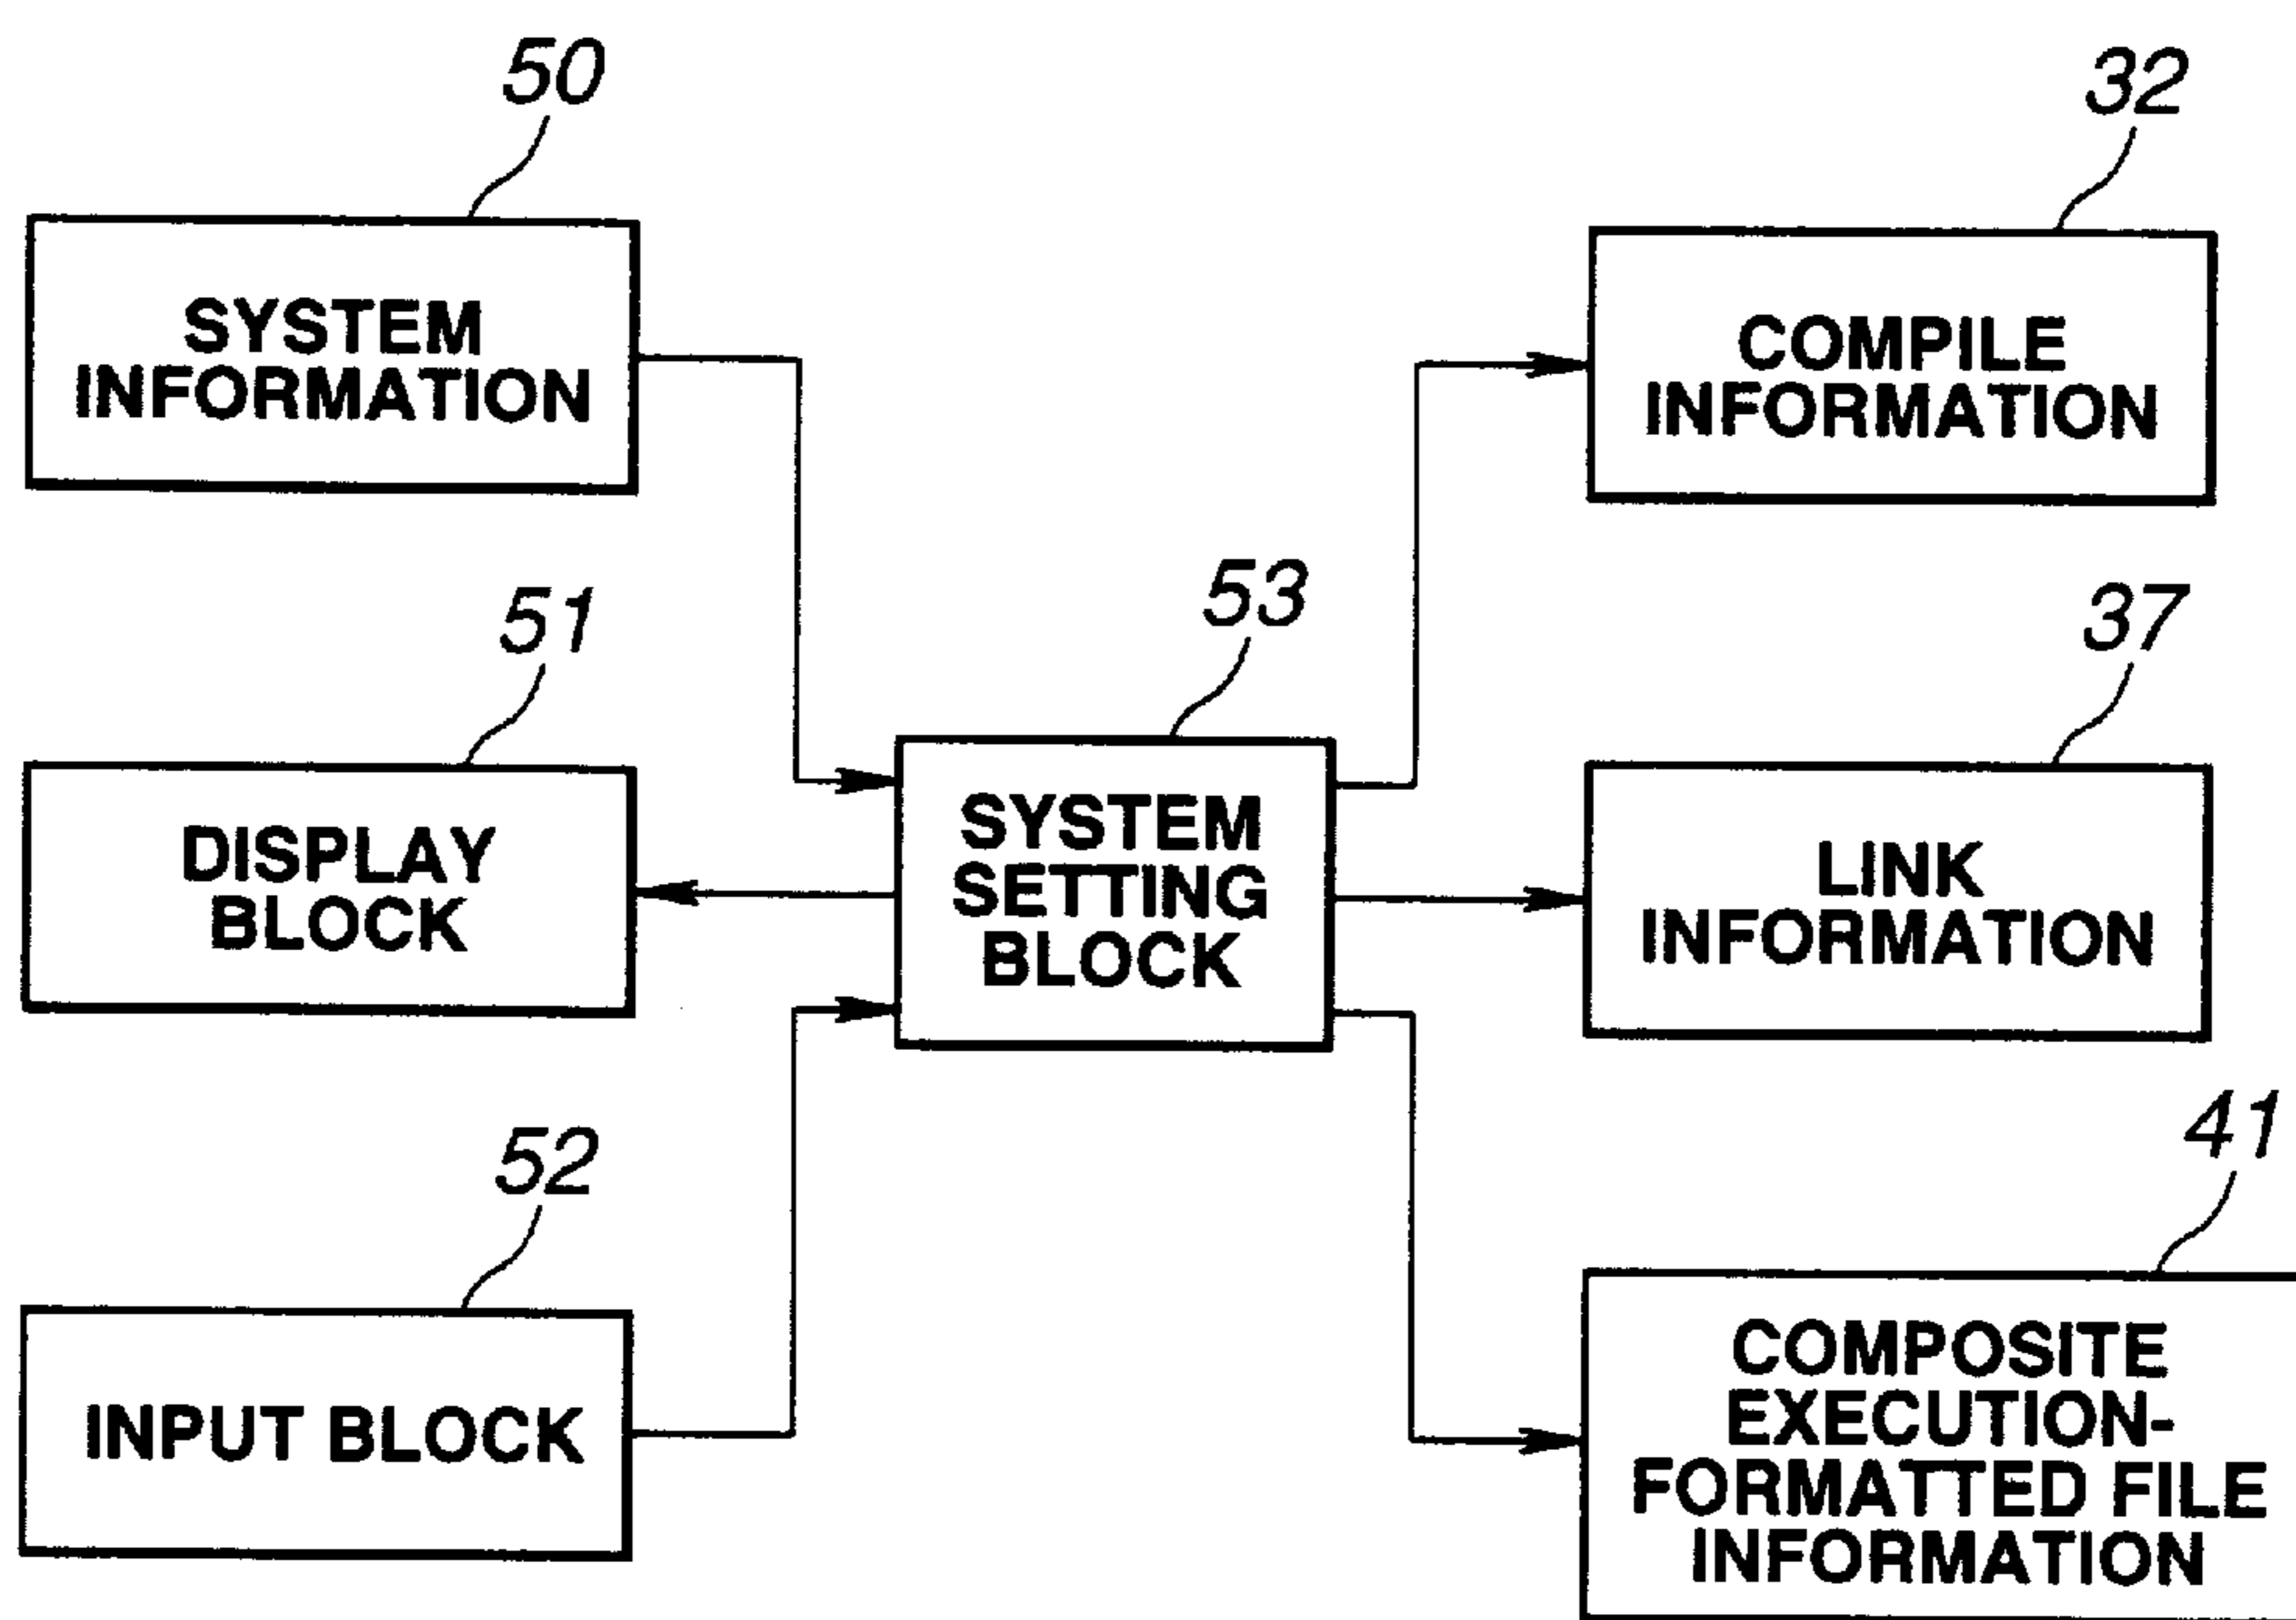 50
SYSTEM
INFORMATION
51
DISPLAY
BLOCK
52
INPUT BLOCK
53
SYSTEM
SETTING
BLOCK
32
COMPILE
INFORMATION
37
LINK
INFORMATION
41
COMPOSITE
EXECUTION-
FORMATTED FILE
INFORMATION